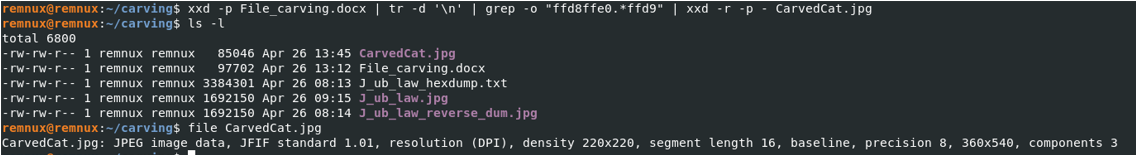 remnux@remnux:~/carving$ xxd -p File_carving.docx | tr -d '\n' | grep -o "ffd8ffe0.*ffd9" | xxd -r -p - CarvedCat.jpg
remnux@remnux:~/carving$ ls -l
total 6800
-rw-rw-r-- 1 remnux remnux   85046 Apr 26 13:45 CarvedCat.jpg
-rw-rw-r-- 1 remnux remnux   97702 Apr 26 13:12 File_carving.docx
-rw-rw-r-- 1 remnux remnux 3384301 Apr 26 08:13 J_ub_law_hexdump.txt
-rw-rw-r-- 1 remnux remnux 1692150 Apr 26 09:15 J_ub_law.jpg
-rw-rw-r-- 1 remnux remnux 1692150 Apr 26 08:14 J_ub_law_reverse_dum.jpg
remnux@remnux:~/carving$ file CarvedCat.jpg
CarvedCat.jpg: JPEG image data, JFIF standard 1.01, resolution (DPI), density 220x220, segment length 16, baseline, precision 8, 360x540, components 3